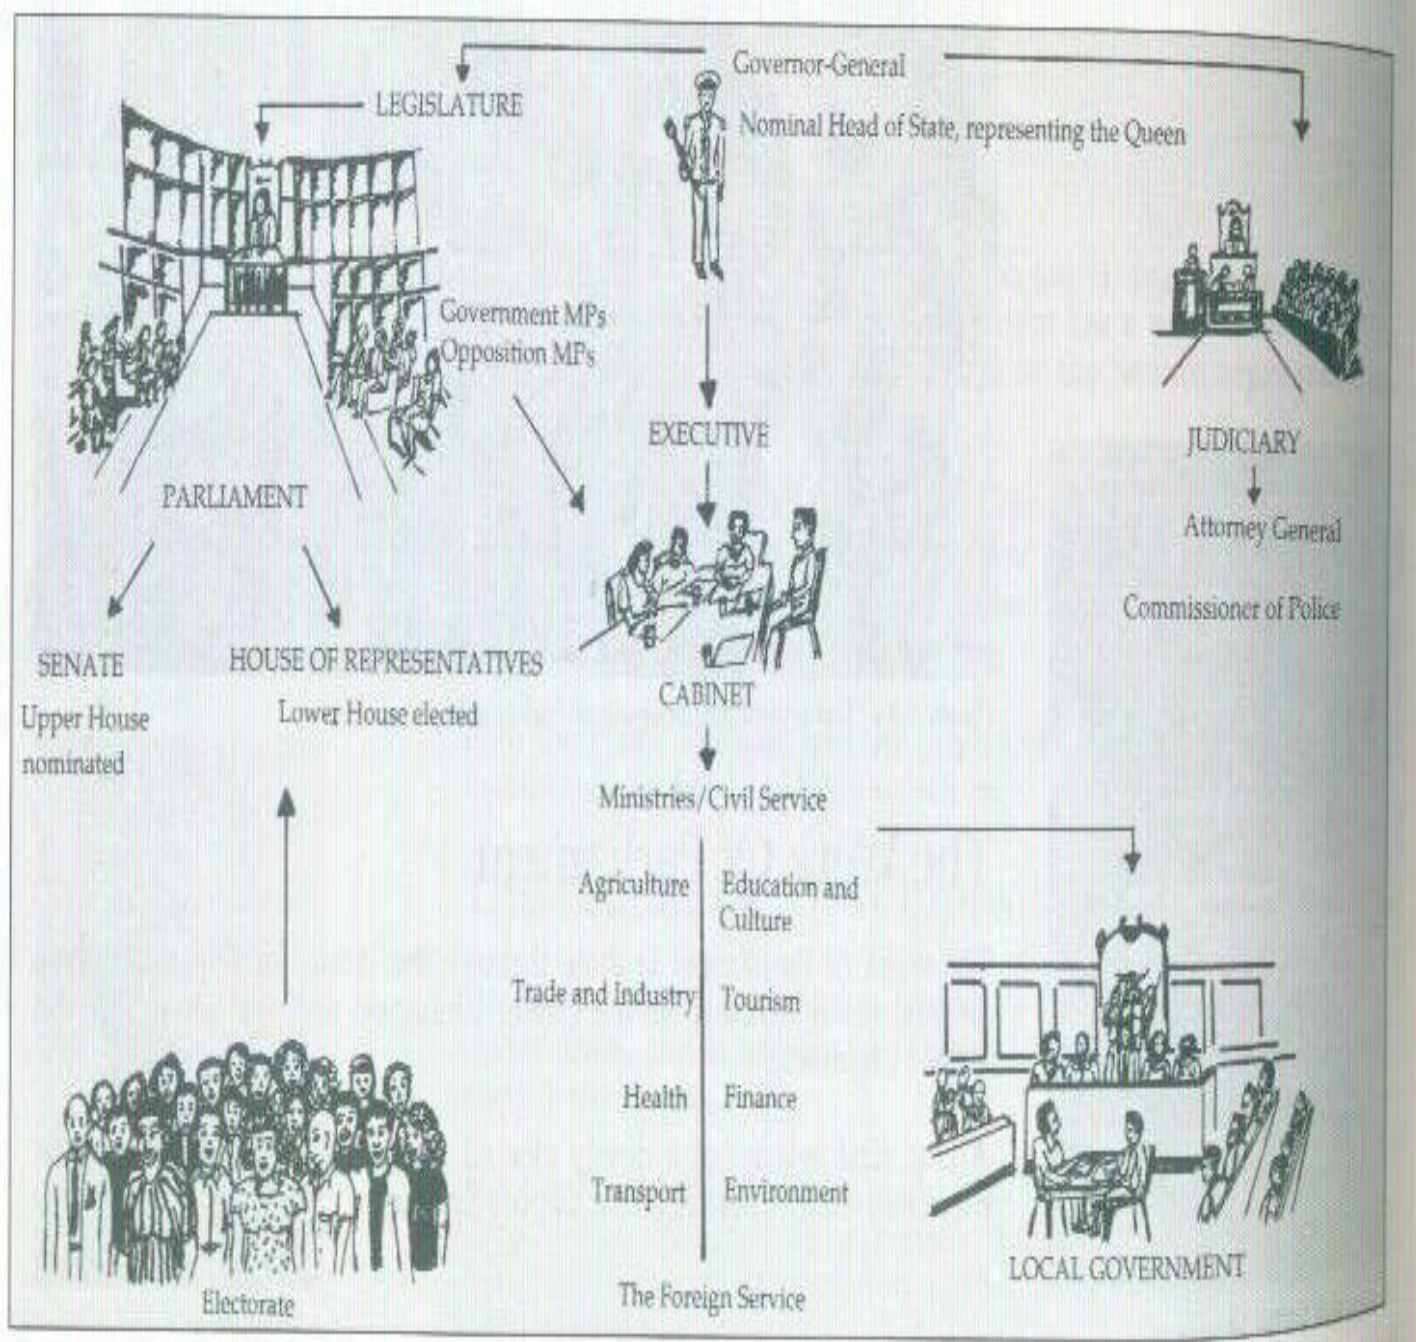 Governor-General
Nominal Head of State, representing the Queen
LEGISLATURE
Government MPs
Opposition MPs
EXECUTIVE
JUDICIARY
Attorney General
Commissioner of Police
PARLIAMENT
SENATE
Upper House
nominated
HOUSE OF REPRESENTATIVES
Lower House elected
CABINET
Ministries/Civil Service
Agriculture
Education and
Culture
Trade and Industry
Tourism
Health
Finance
Transport
Environment
The Foreign Service
LOCAL GOVERNMENT
Electorate